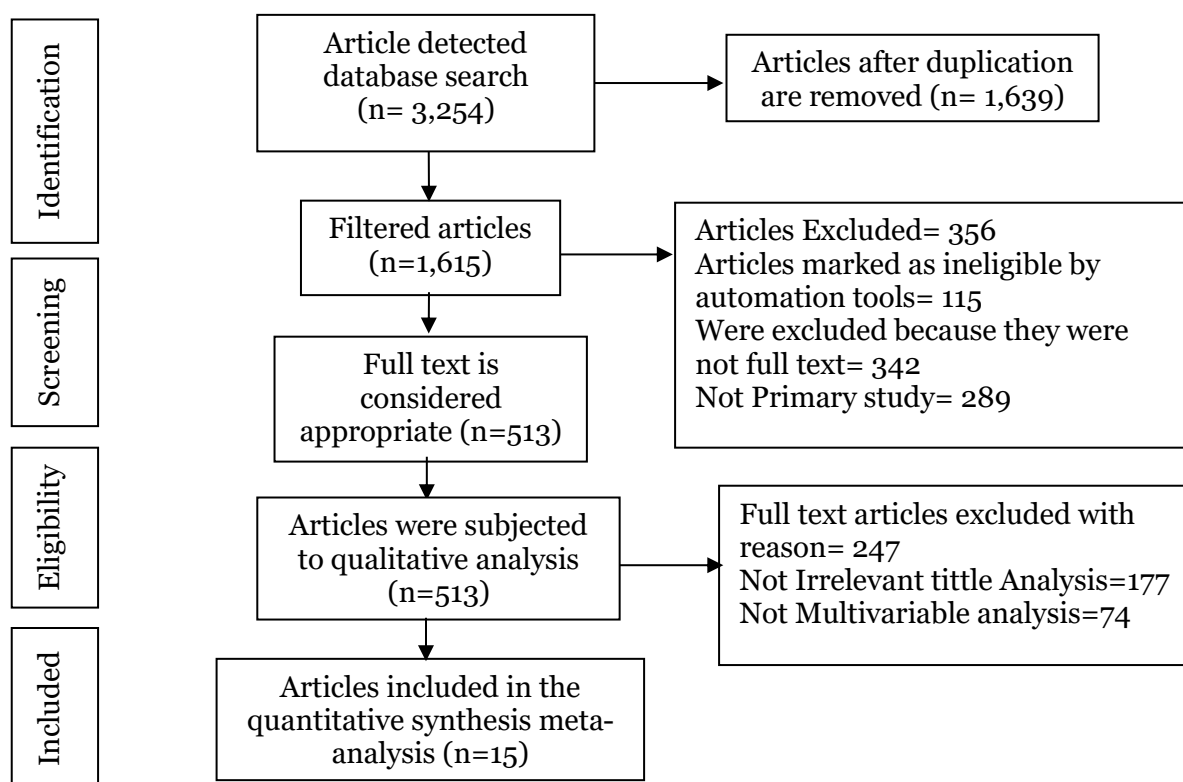 Identification
Article detected
database search
(n= 3,254)
Articles after duplication
are removed (n= 1,639)
Filtered articles
(n=1,615)
Articles Excluded= 356
Articles marked as ineligible by
automation tools= 115
Were excluded because they were
not full text= 342
Not Primary study= 289
Screening
Full text is
considered
appropriate (n=513)
Eligibility
Articles were subjected
to qualitative analysis
(n=513)
Full text articles excluded with
reason= 247
Not Irrelevant tittle Analysis=177
Not Multivariable analysis=74
Included
Articles included in the
quantitative synthesis meta-
analysis (n=15)